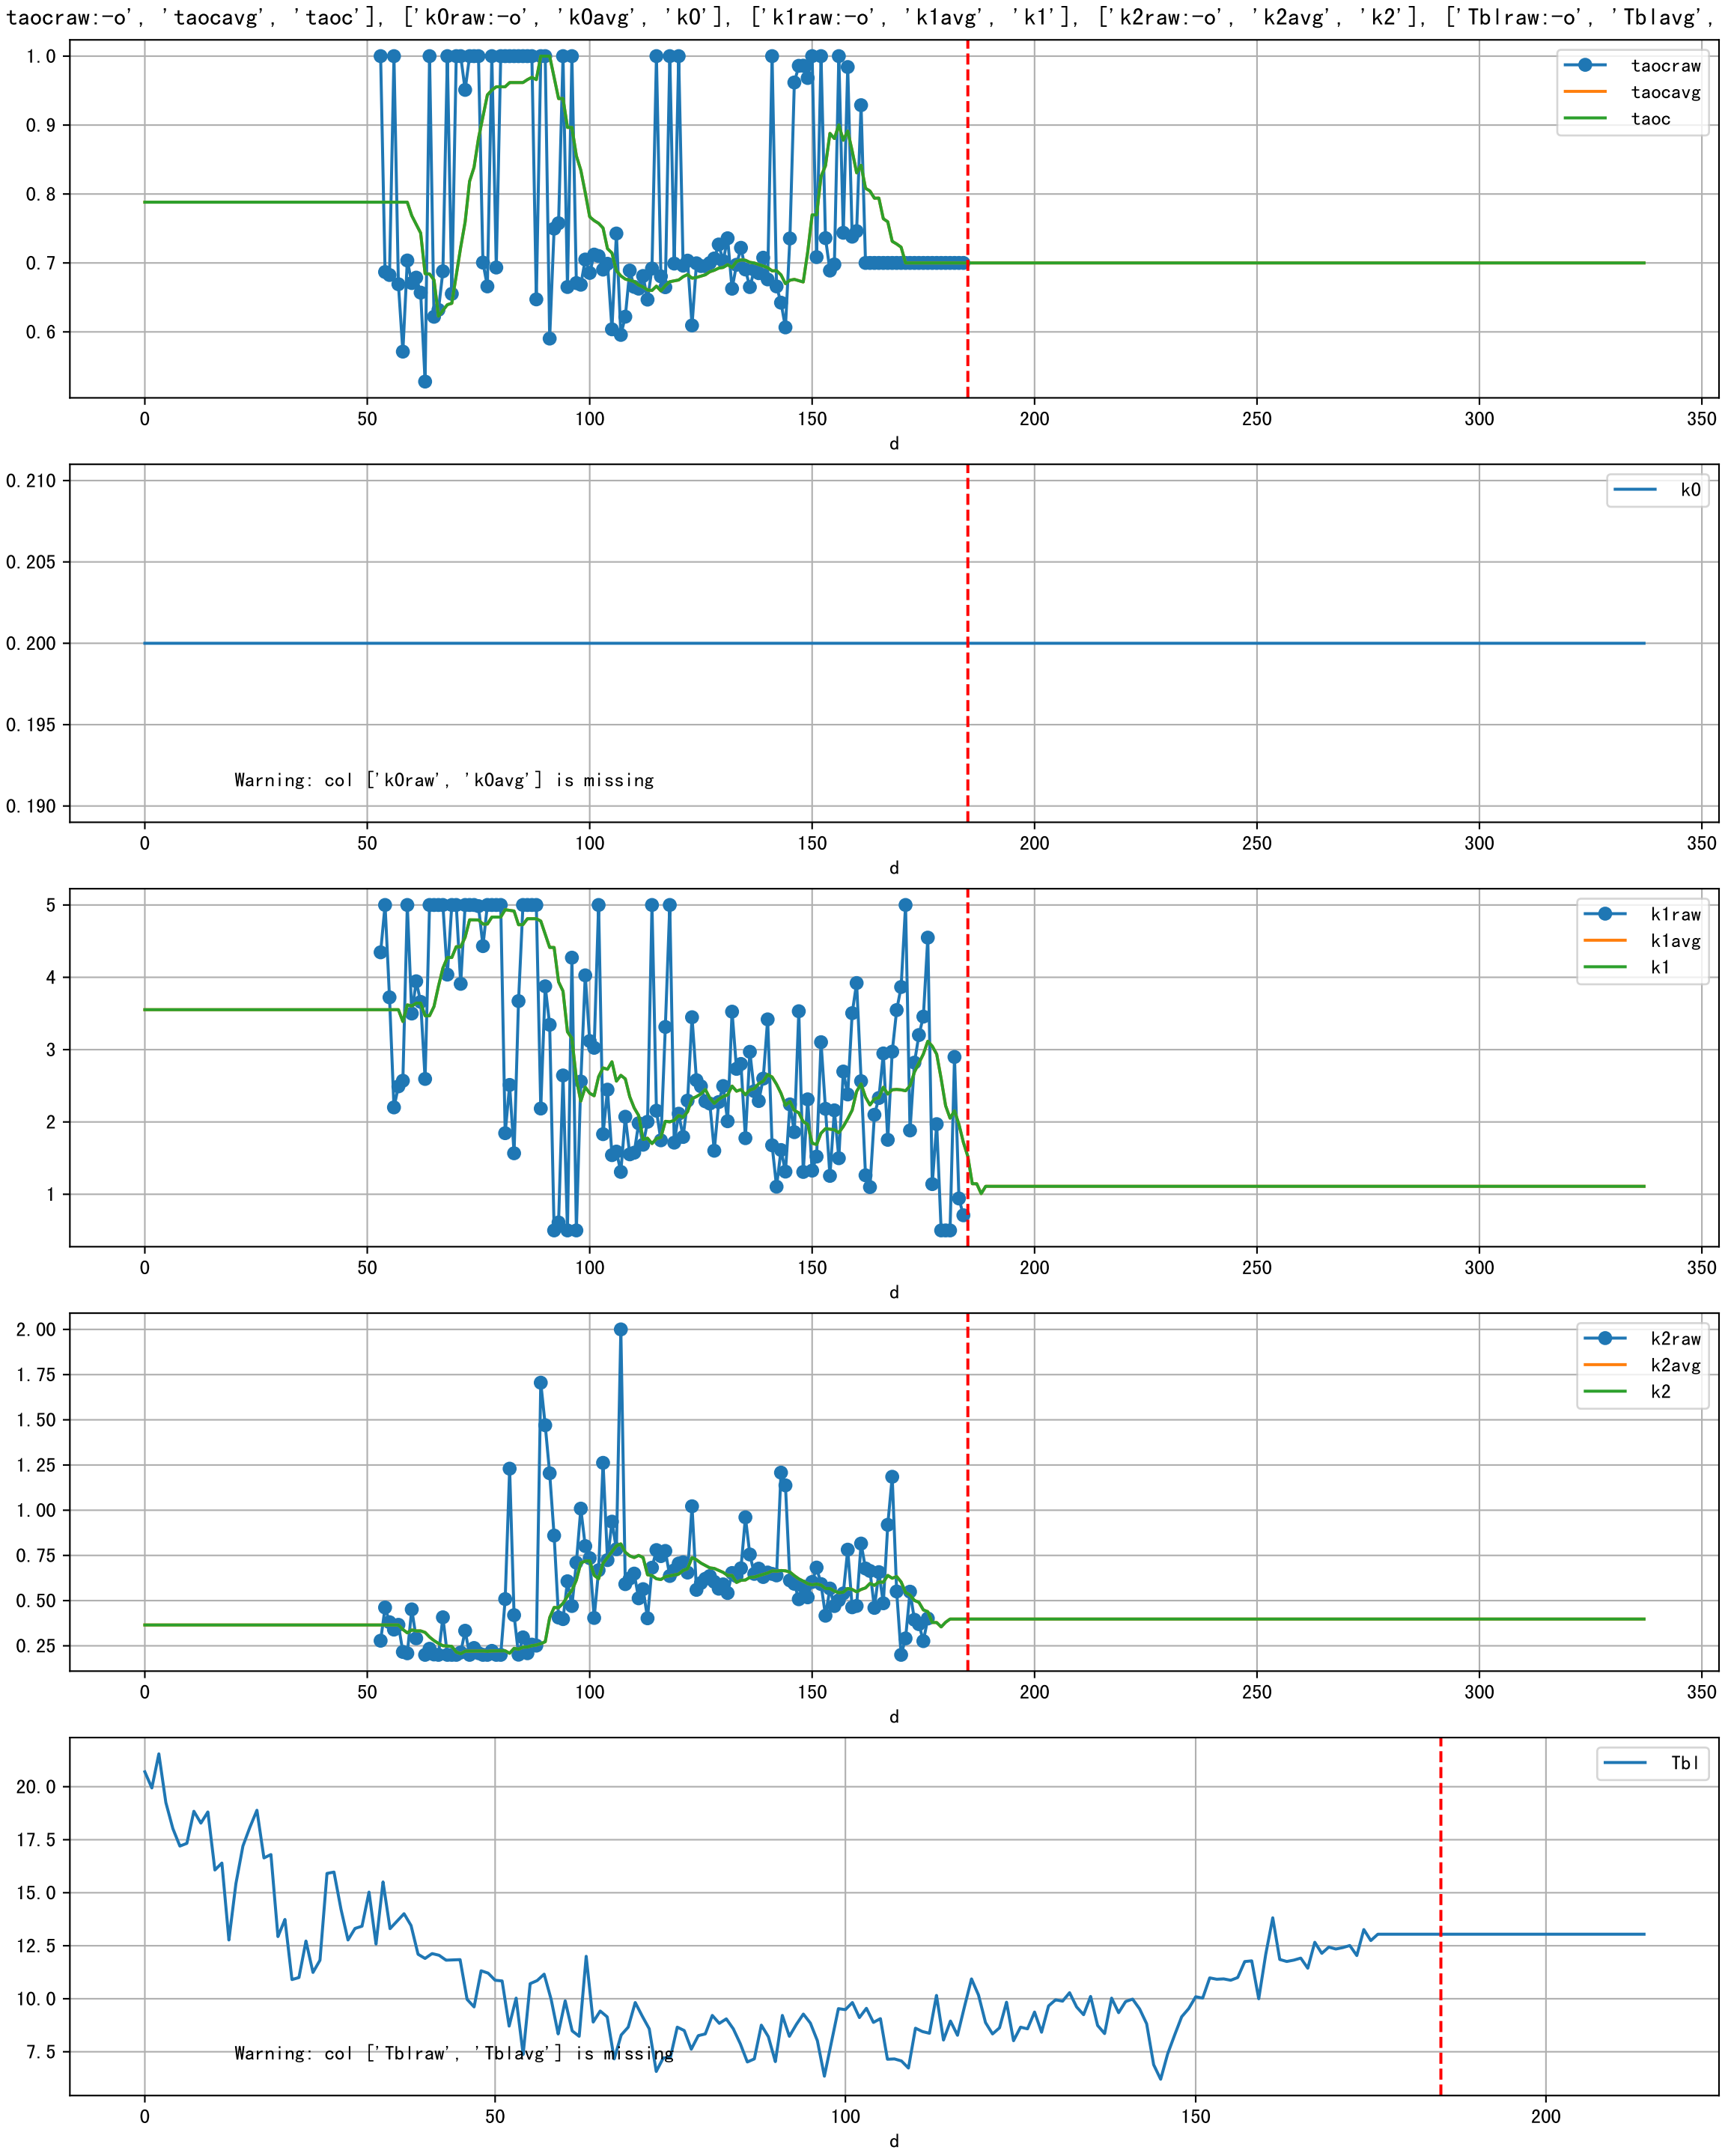 taocraw:-o', 'taocavg', 'taoc'], ['k0raw:-o', 'k0avg', 'k0'], ['k1raw:-o', 'k1avg', 'k1'], ['k2raw:-o', 'k2avg', 'k2'], ['Tblraw:-o', 'Tblavg',
1.0
0.9
0.8
0.7
0.6
taocraw
taocavg
taoc
0 50 100 150 200 250 300 350
d
0.210
0.205
0.200
0.195
0.190
k0
Warning: col ['k0raw', 'k0avg'] is missing
0 50 100 150 200 250 300 350
d
5
4
3
2
1
k1raw
k1avg
k1
0 50 100 150 200 250 300 350
d
2.00
1.75
1.50
1.25
1.00
0.75
0.50
0.25
k2raw
k2avg
k2
0 50 100 150 200 250 300 350
d
20.0
17.5
15.0
12.5
10.0
7.5
Tbl
Warning: col ['Tblraw', 'Tblavg'] is missing
0 50 100 150 200
d